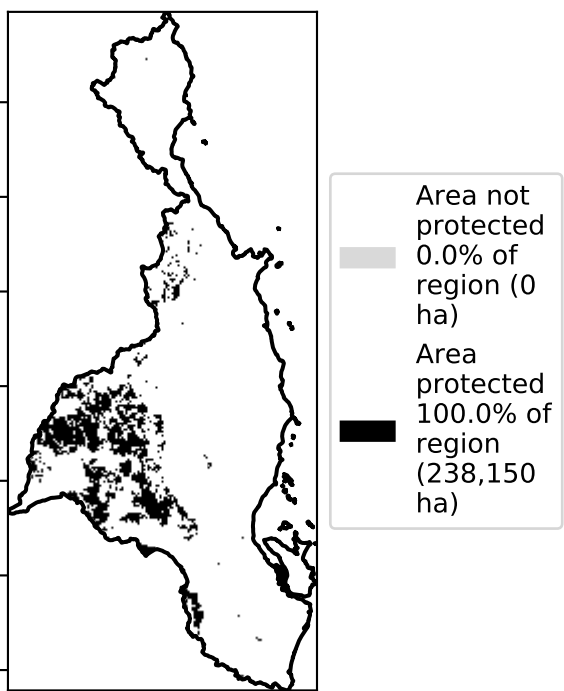 Area not
protected
0.0% of
region (0
ha)
Area
protected
100.0% of
region
(238,150
ha)